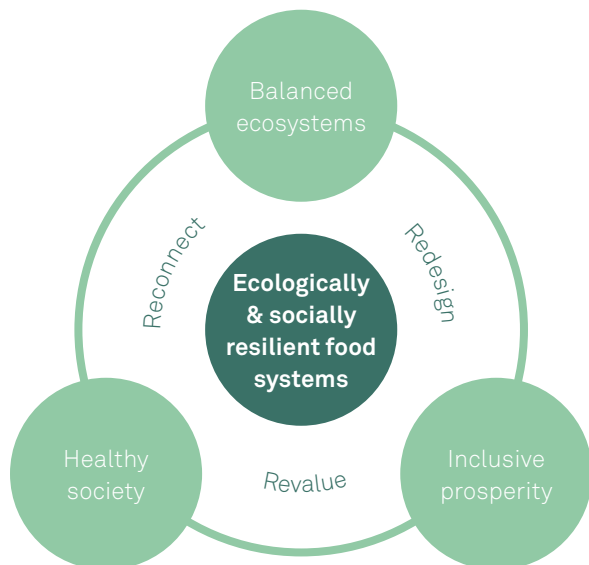 Balanced
ecosystems
Reconnect
Redesign
Ecologically
& socially
resilient food
systems
Healthy
society
Revalue
Inclusive
prosperity